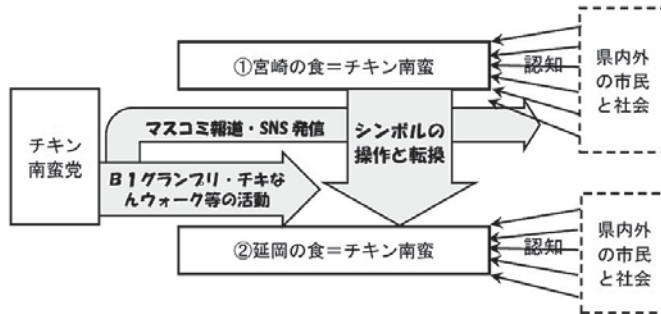 ①宮崎の食＝チキン南蛮
認知
県内外
の市民
と社会
チキン
南蛮党
マスコミ報道・SNS発信
シンボルの
操作と転換
B1グランプリ・チキな
んウォーク等の活動
②延岡の食＝チキン南蛮
認知
県内外
の市民
と社会